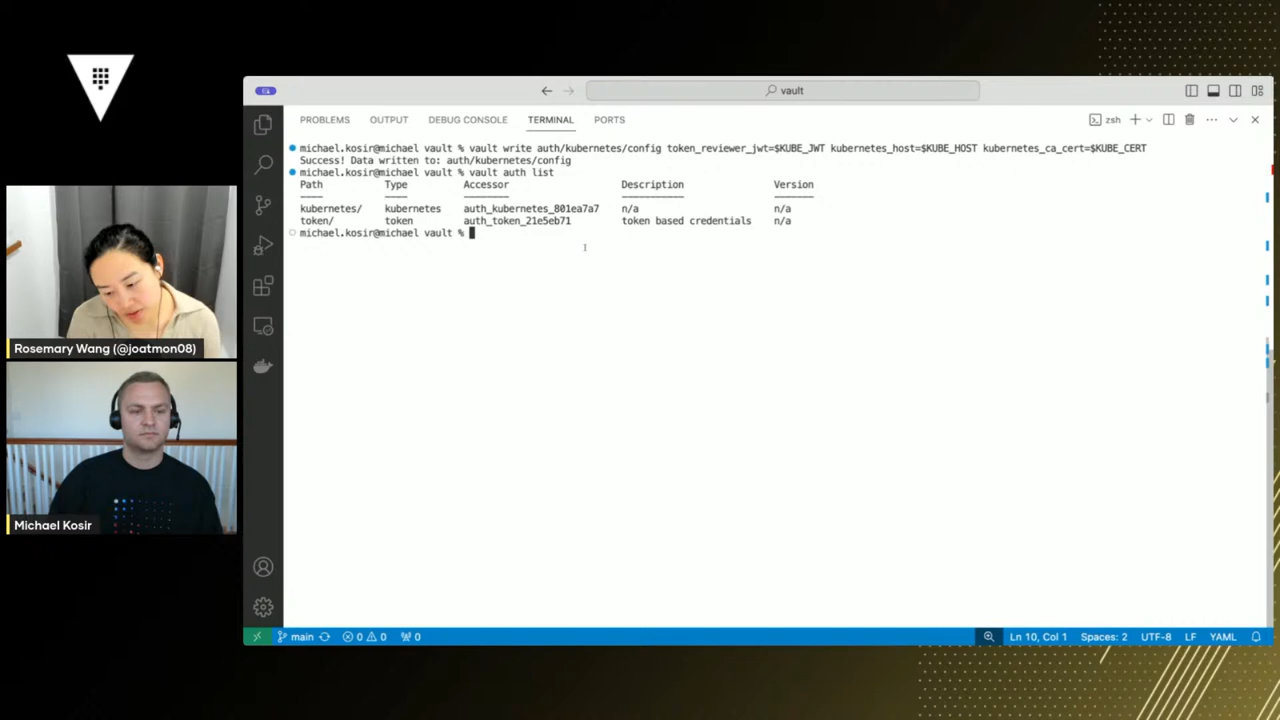 vault
PROBLEMS OUTPUT DEBUG CONSOLE TERMINAL PORTS zsh
michael.kosir@michael vault % vault write auth/kubernetes/config token_reviewer_jwt=$KUBE_JWT kubernetes_host=$KUBE_HOST kubernetes_ca_cert=$KUBE_CERT
Success! Data written to: auth/kubernetes/config
michael.kosir@michael vault % vault auth list
Path Type Accessor Description Version
---- ---- -------- ----------- -------
kubernetes/ kubernetes auth_kubernetes_801ea7a7 n/a n/a
token/ token auth_token_21e5eb71 token based credentials n/a
michael.kosir@michael vault %
Rosemary Wang (@joatmon08)
Michael Kosir
main 0 0 0 Ln 10, Col 1 Spaces: 2 UTF-8 LF YAML